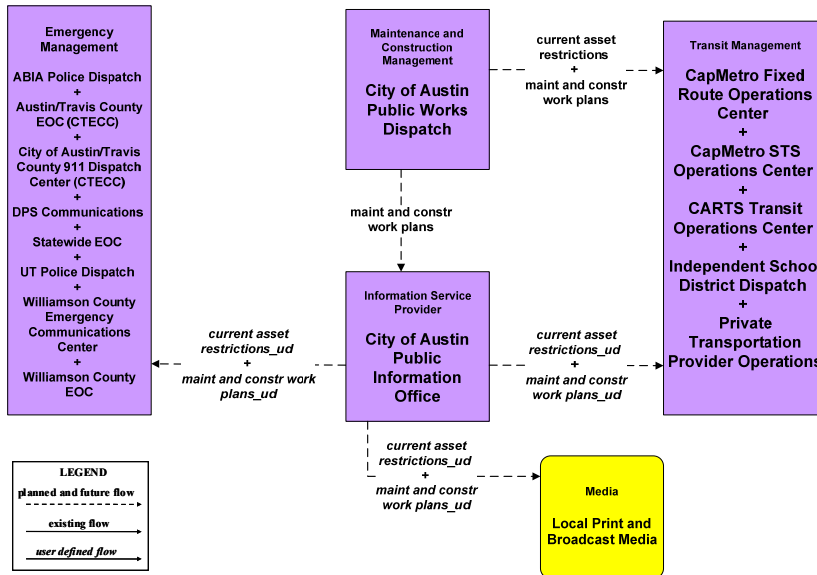 Emergency
Management
ABIA Police Dispatch
+
Austin/Travis County
EOC (CTECC)
+
City of Austin/Travis
County 911 Dispatch
Center (CTECC)
+
DPS Communications
+
Statewide EOC
+
UT Police Dispatch
+
Williamson County
Emergency
Communications
Center
+
Williamson County
EOC
Maintenance and
Construction
Management
City of Austin
Public Works
Dispatch
current asset
restrictions
+
maint and constr
work plans
Transit Management
CapMetro Fixed
Route Operations
Center
+
CapMetro STS
Operations Center
+
CARTS Transit
Operations Center
+
Independent School
District Dispatch
+
Private
Transportation
Provider Operations
maint and constr
work plans
Information Service
Provider
City of Austin
Public
Information
Office
current asset
restrictions_ud
+
maint and constr work
plans_ud
current asset
restrictions_ud
+
maint and constr
work plans_ud
current asset
restrictions_ud
+
maint and constr
work plans_ud
Media
Local Print and
Broadcast Media
LEGEND
planned and future flow
existing flow
user defined flow